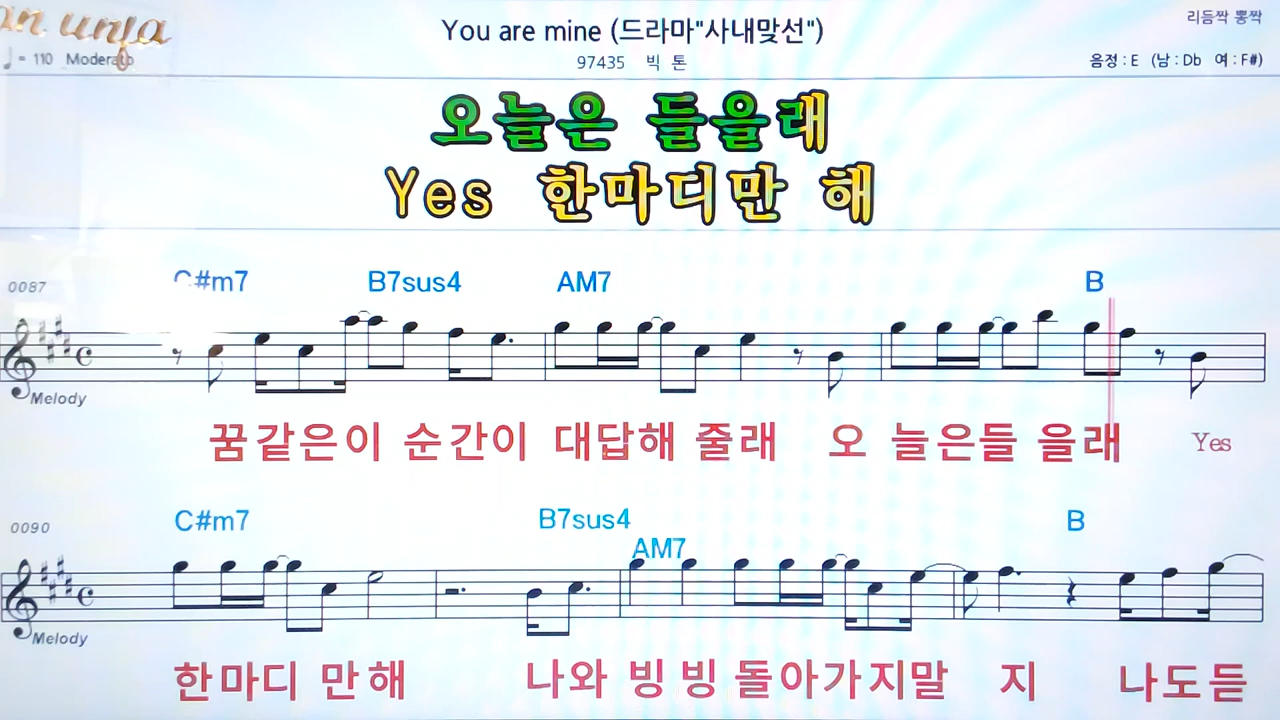 You are mine (드라마"사내맞선")
리듬짝 뽕짝
♩= 110 Moderato
97435 빅 톤
음정 : E (남 : Db 여 : F#)
오늘은 들을래
Yes 한마디만 해
0087
C#m7 B7sus4 AM7 B
Melody
꿈같은이 순간이 대답해 줄래 오 늘은들 을래 Yes
0090
C#m7 B7sus4 AM7 B
Melody
한마디 만해 나와 빙빙 돌아가지말 지 나도듣